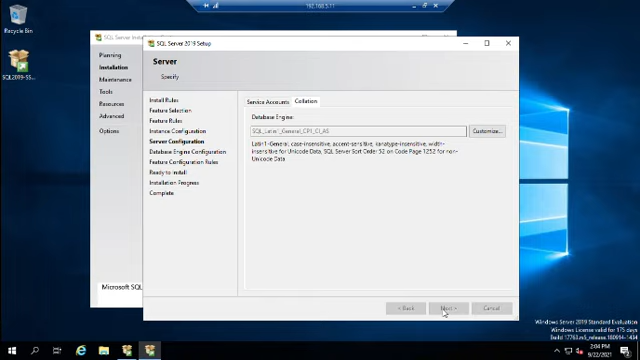 192.168.5.11
Recycle Bin
SQL2019-SS...
SQL Server Inst
Planning
Installation
Maintenance
Tools
Resources
Advanced
Options
Microsoft SQL
SQL Server 2019 Setup
Server
Specify
Install Rules
Feature Selection
Feature Rules
Instance Configuration
Server Configuration
Database Engine Configuration
Feature Configuration Rules
Ready to Install
Installation Progress
Complete
Service Accounts
Collation
Database Engine:
SQL_Latin1_General_CP1_CI_AS
Customize...
Latin1-General, case-insensitive, accent-sensitive, kanatype-insensitive, width-
insensitive for Unicode Data, SQL Server Sort Order 52 on Code Page 1252 for non-
Unicode Data
< Back
Next >
Cancel
Windows Server 2019 Standard Evaluation
Windows License valid for 175 days
Build 17763.rs5_release.180914-1434
2:04 PM
9/22/2021